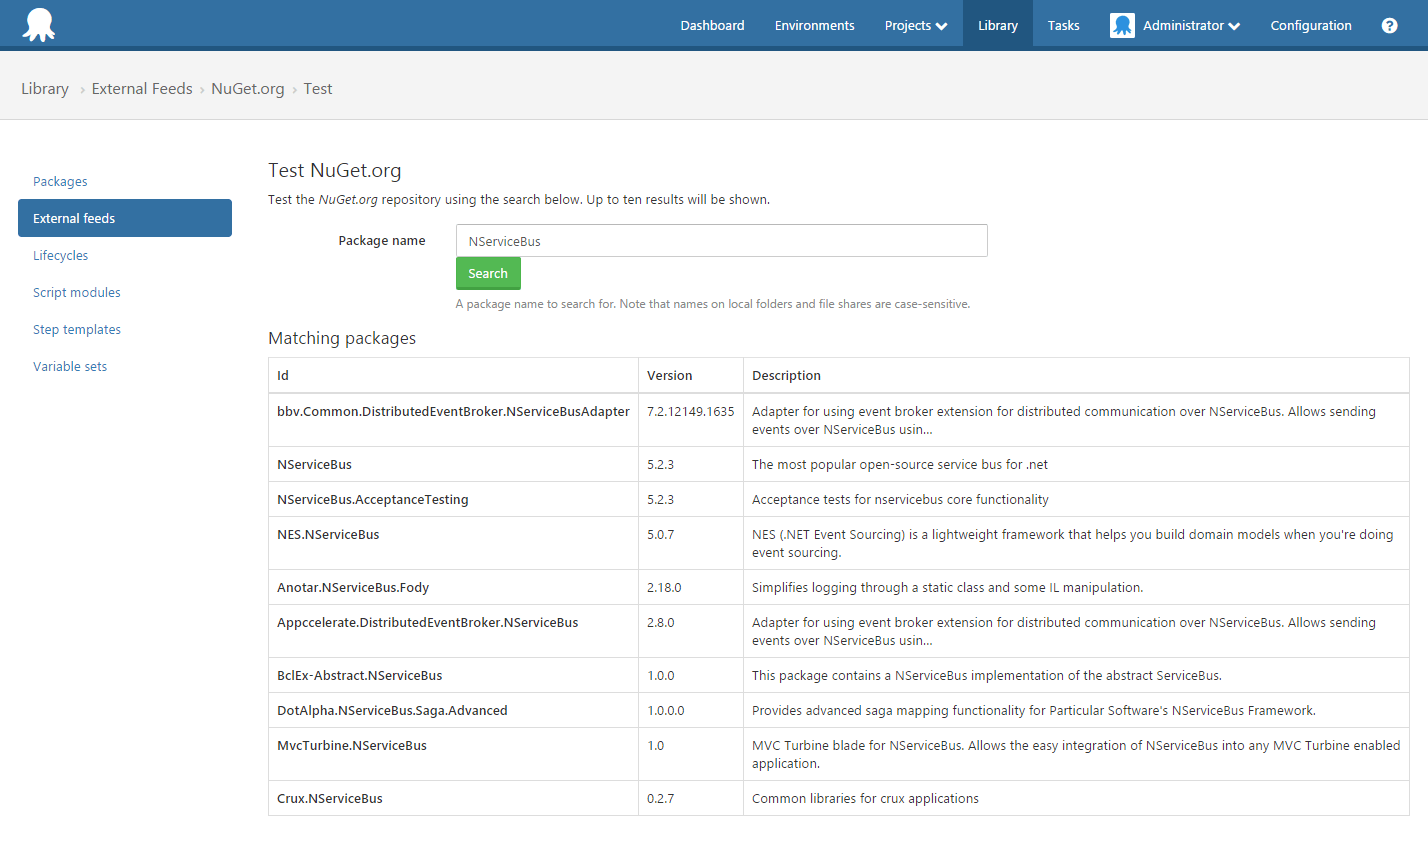 Dashboard Environments Projects Library Tasks Administrator Configuration ?
Library › External Feeds › NuGet.org › Test
Packages
External feeds
Lifecycles
Script modules
Step templates
Variable sets
Test NuGet.org
Test the NuGet.org repository using the search below. Up to ten results will be shown.
Package name NServiceBus
Search
A package name to search for. Note that names on local folders and file shares are case-sensitive.
Matching packages
Id Version Description
bbv.Common.DistributedEventBroker.NServiceBusAdapter 7.2.12149.1635 Adapter for using event broker extension for distributed communication over NServiceBus. Allows sending
events over NServiceBus usin...
NServiceBus 5.2.3 The most popular open-source service bus for .net
NServiceBus.AcceptanceTesting 5.2.3 Acceptance tests for nservicebus core functionality
NES.NServiceBus 5.0.7 NES (.NET Event Sourcing) is a lightweight framework that helps you build domain models when you're doing
event sourcing.
Anotar.NServiceBus.Fody 2.18.0 Simplifies logging through a static class and some IL manipulation.
Appccelerate.DistributedEventBroker.NServiceBus 2.8.0 Adapter for using event broker extension for distributed communication over NServiceBus. Allows sending
events over NServiceBus usin...
BclEx-Abstract.NServiceBus 1.0.0 This package contains a NServiceBus implementation of the abstract ServiceBus.
DotAlpha.NServiceBus.Saga.Advanced 1.0.0.0 Provides advanced saga mapping functionality for Particular Software's NServiceBus Framework.
MvcTurbine.NServiceBus 1.0 MVC Turbine blade for NServiceBus. Allows the easy integration of NServiceBus into any MVC Turbine enabled
application.
Crux.NServiceBus 0.2.7 Common libraries for crux applications